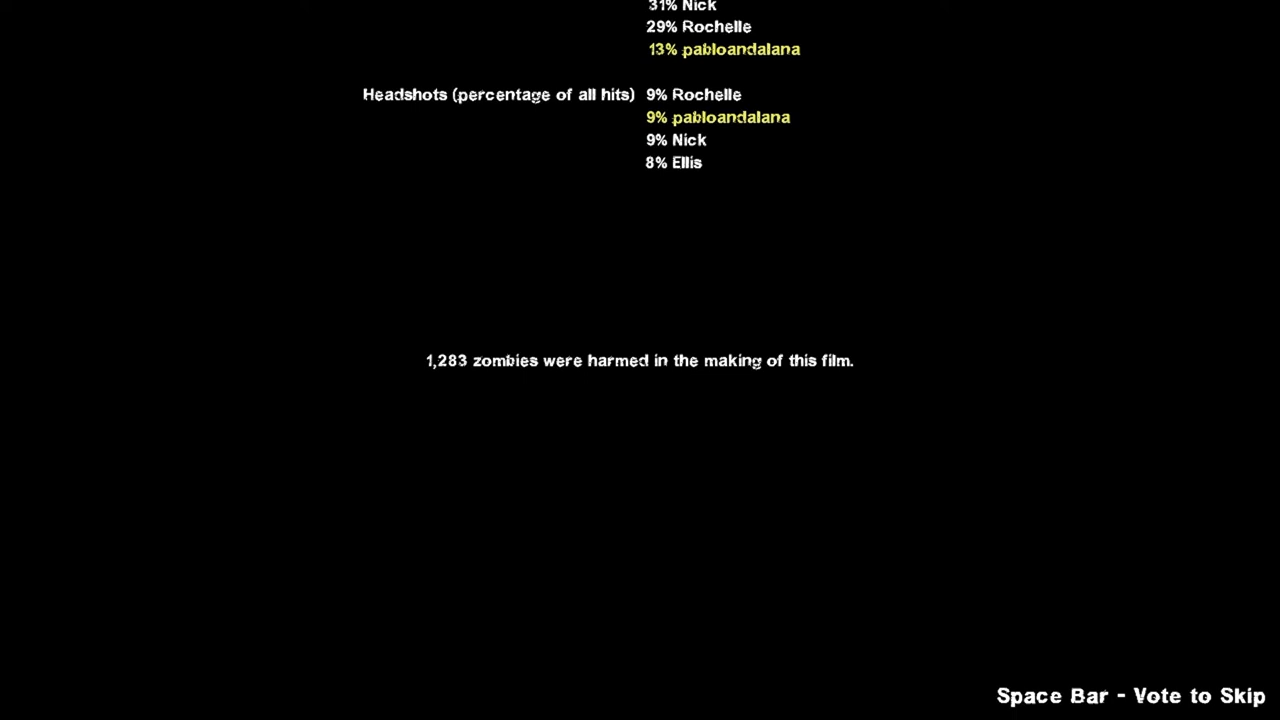 31% Nick
29% Rochelle
13% pabloandalana
Headshots (percentage of all hits) 9% Rochelle
9% pabloandalana
9% Nick
8% Ellis
1,283 zombies were harmed in the making of this film.
Space Bar - Vote to Skip